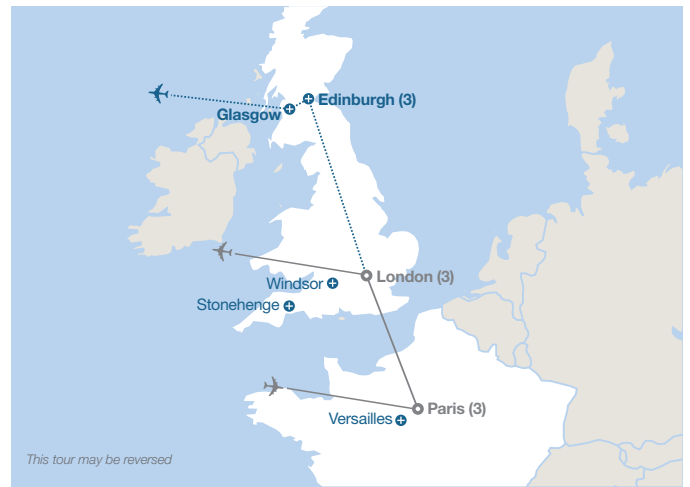 Edinburgh (3)
Glasgow
London (3)
Windsor
Stonehenge
Paris (3)
Versailles
This tour may be reversed